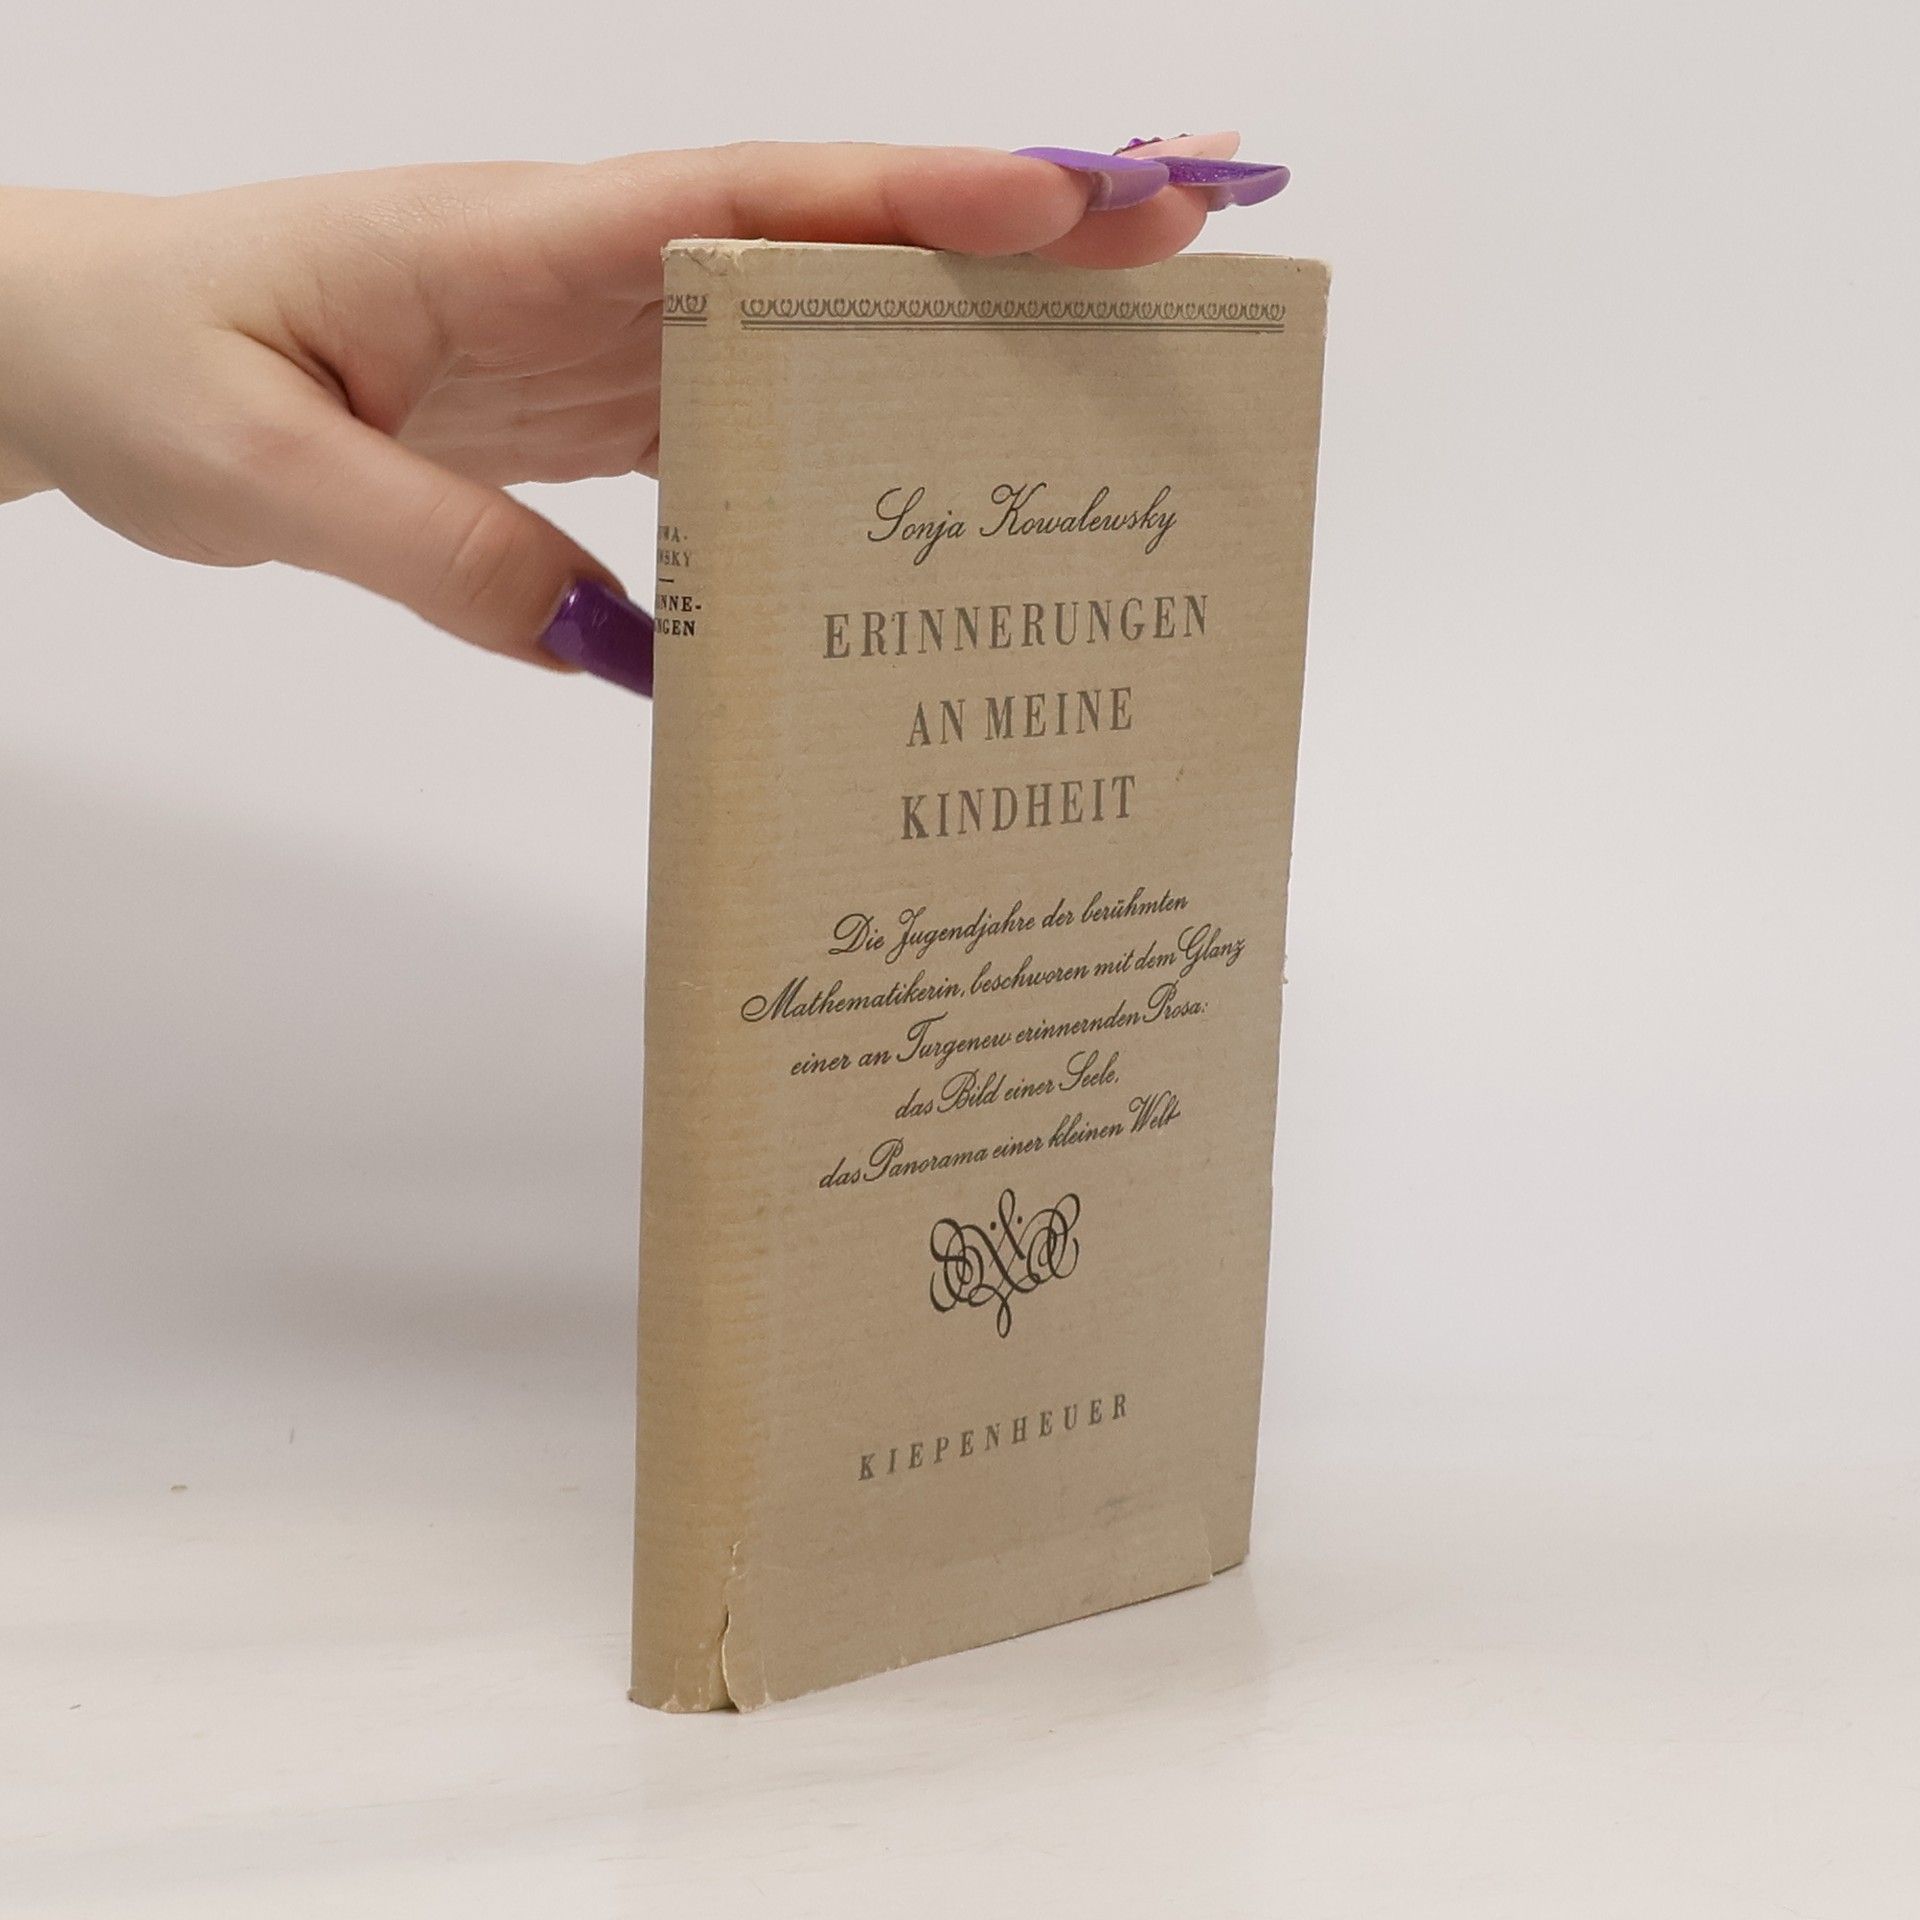 Sonja Kowalewsky
ERINNERUNGEN
AN MEINE
KINDHEIT
Die Jugendjahre der berühmten
Mathematikerin, beschworen mit dem Glanz
einer an Turgenew erinnernden Prosa:
das Bild einer Seele,
das Panorama einer kleinen Welt
KIEPENHEUER